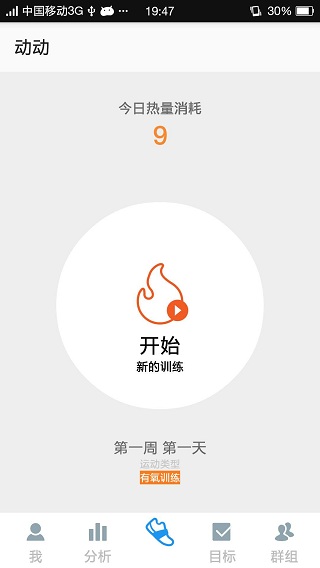 中国移动3G ... 19:47 30%
动动
今日热量消耗
9
开始
新的训练
第一周 第一天
运动类型
有氧训练
我 分析 目标 群组